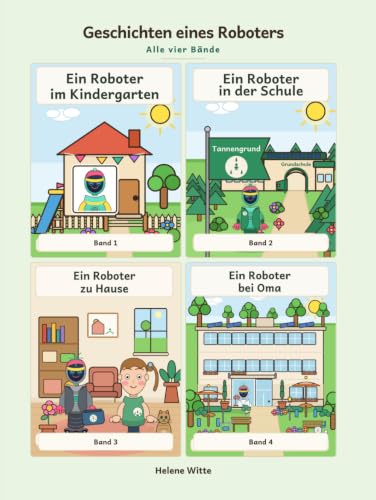 Geschichten eines Roboters
Alle vier Bände
Ein Roboter
im Kindergarten
Band 1
Ein Roboter
in der Schule
Tannengrund
Grundschule
Band 2
Ein Roboter
zu Hause
Band 3
Ein Roboter
bei Oma
Band 4
Helene Witte